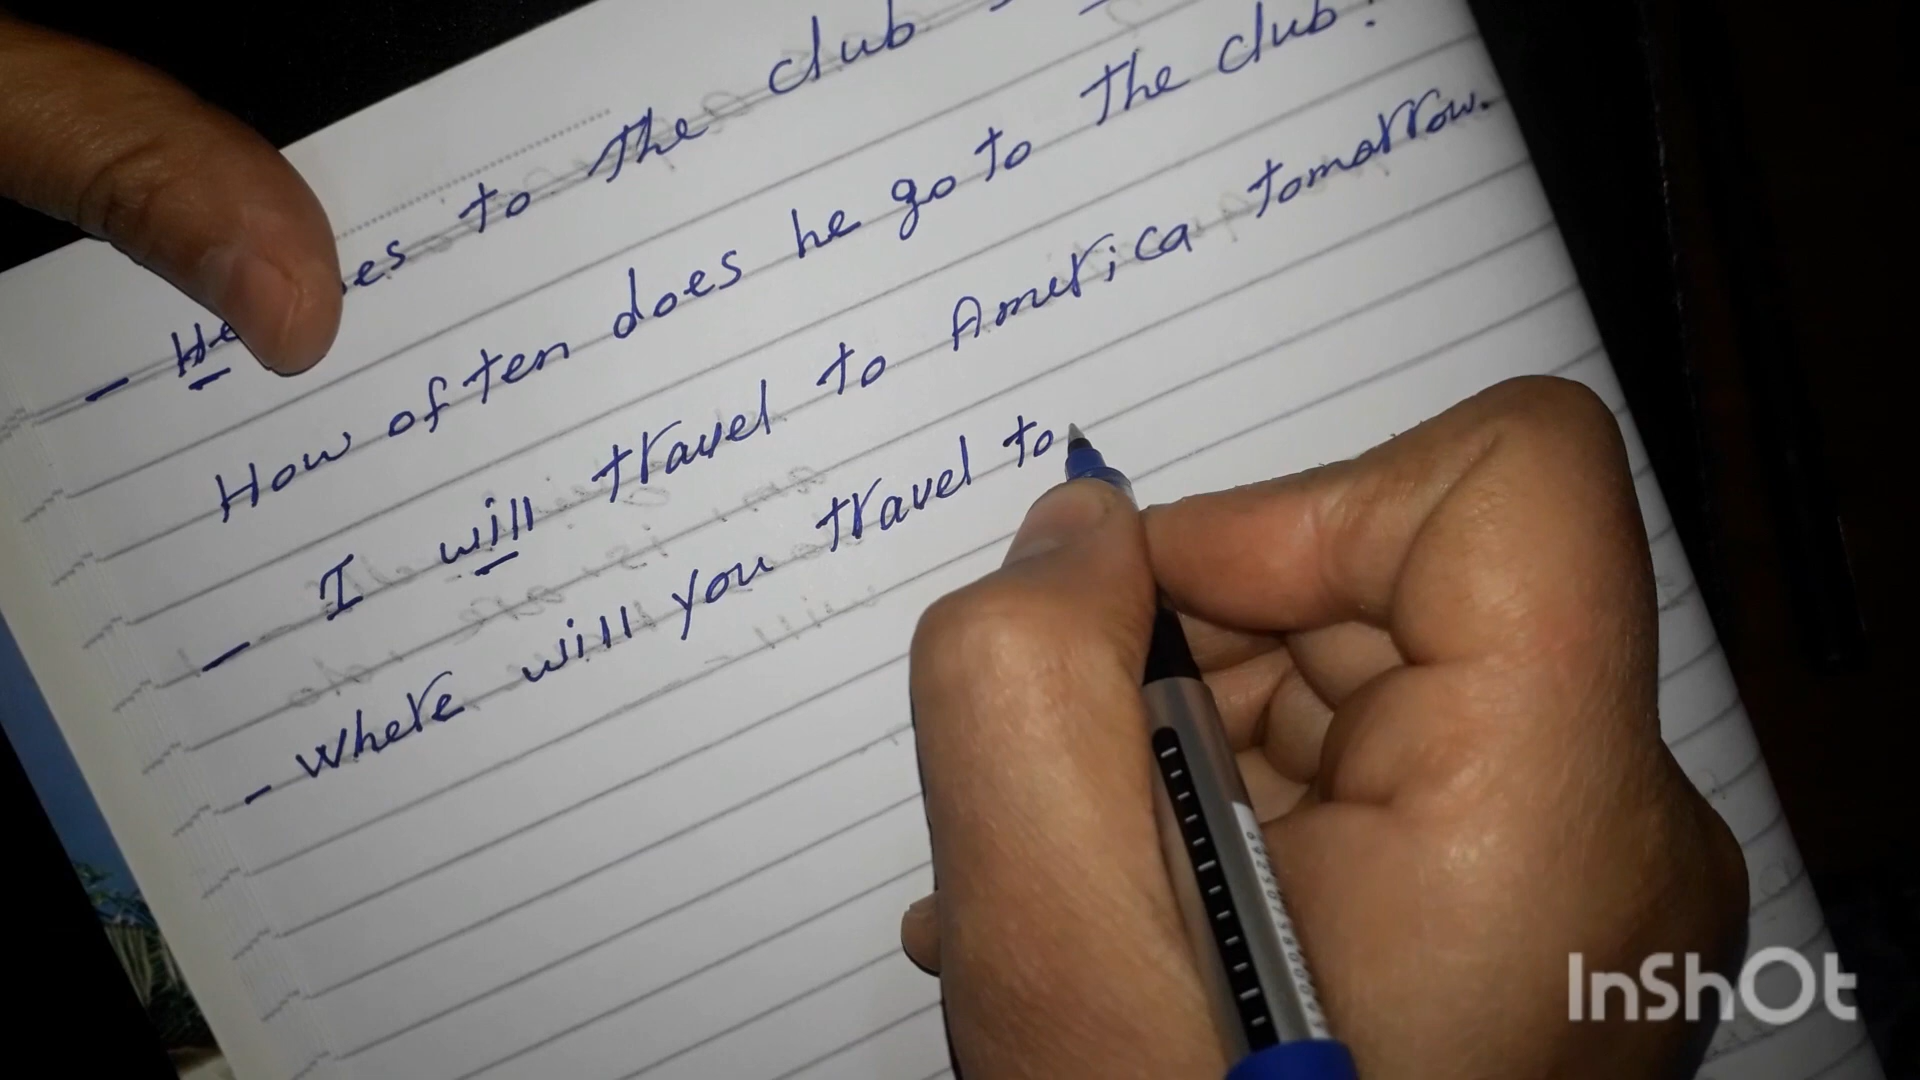 - He es to the club
How often does he go to the club?
- I will travel to America tomorrow.
- where will you travel to
InShOt